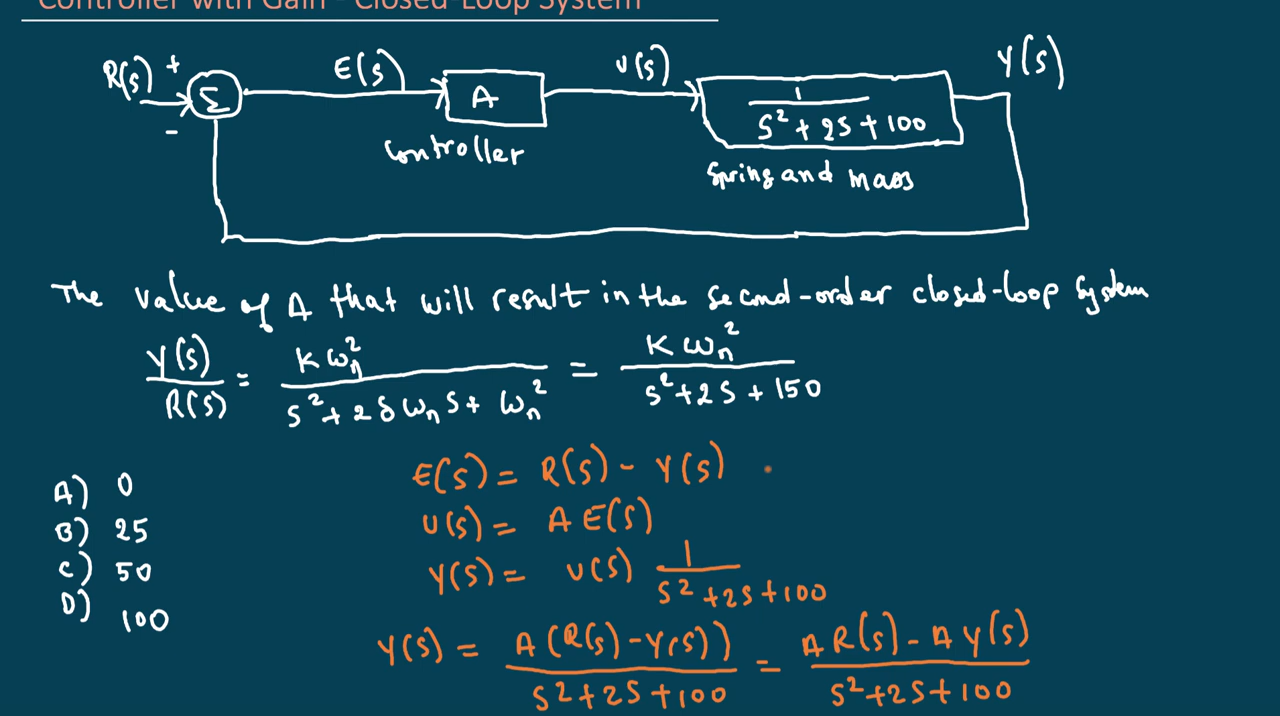 Controller with Gain - Closed-Loop System
R(s) + E(s) U(s) Y(s)
Σ A 1
- S² + 2S + 100
Controller Spring and mass
The value of A that will result in the second-order closed-loop system
Y(s)/R(s) = K ωn²/(S² + 2δωn S + ωn²) = K ωn²/(S² + 2S + 150)
E(s) = R(s) - Y(s)
A) 0
U(s) = A E(s)
B) 25
Y(s) = U(s) 1/(S² + 2S + 100)
C) 50
D) 100
Y(s) = A(R(s) - Y(s))/(S² + 2S + 100) = (A R(s) - A Y(s))/(S² + 2S + 100)